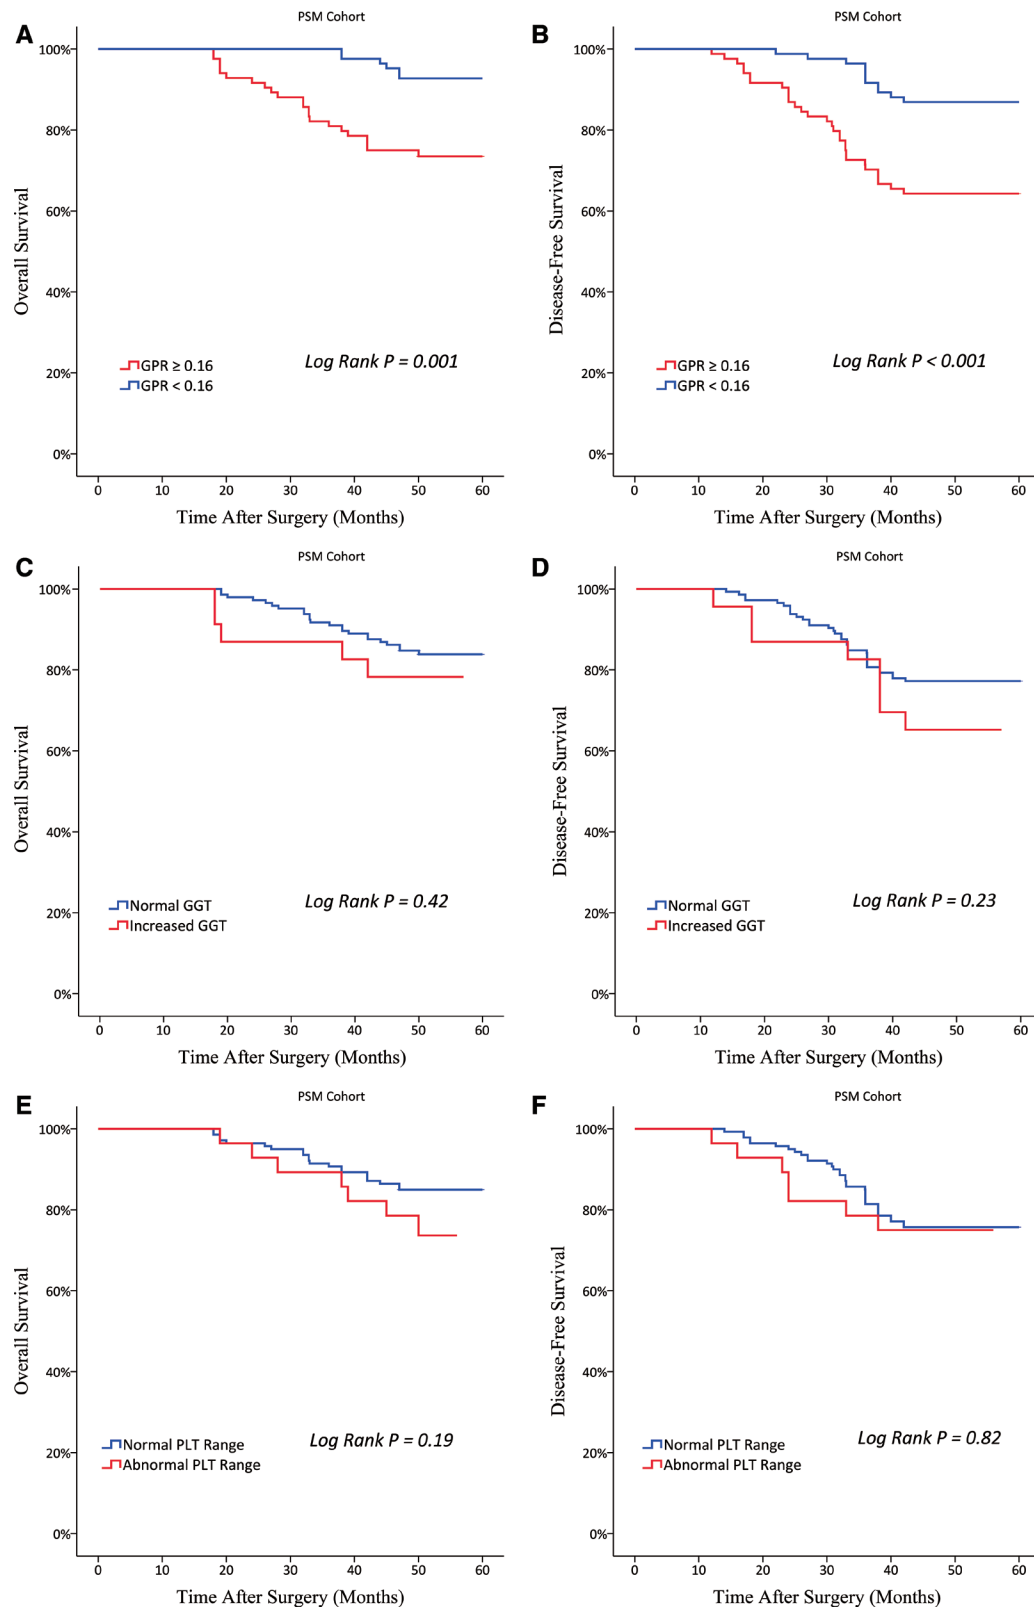 A
PSM Cohort
100%
80%
60%
40%
20%
0%
Overall Survival
GPR ≥ 0.16
GPR < 0.16
Log Rank P = 0.001
0 10 20 30 40 50 60
Time After Surgery (Months)
B
PSM Cohort
100%
80%
60%
40%
20%
0%
Disease-Free Survival
GPR ≥ 0.16
GPR < 0.16
Log Rank P < 0.001
0 10 20 30 40 50 60
Time After Surgery (Months)
C
PSM Cohort
100%
80%
60%
40%
20%
0%
Overall Survival
Normal GGT
Increased GGT
Log Rank P = 0.42
0 10 20 30 40 50 60
Time After Surgery (Months)
D
PSM Cohort
100%
80%
60%
40%
20%
0%
Disease-Free Survival
Normal GGT
Increased GGT
Log Rank P = 0.23
0 10 20 30 40 50 60
Time After Surgery (Months)
E
PSM Cohort
100%
80%
60%
40%
20%
0%
Overall Survival
Normal PLT Range
Abnormal PLT Range
Log Rank P = 0.19
0 10 20 30 40 50 60
Time After Surgery (Months)
F
PSM Cohort
100%
80%
60%
40%
20%
0%
Disease-Free Survival
Normal PLT Range
Abnormal PLT Range
Log Rank P = 0.82
0 10 20 30 40 50 60
Time After Surgery (Months)